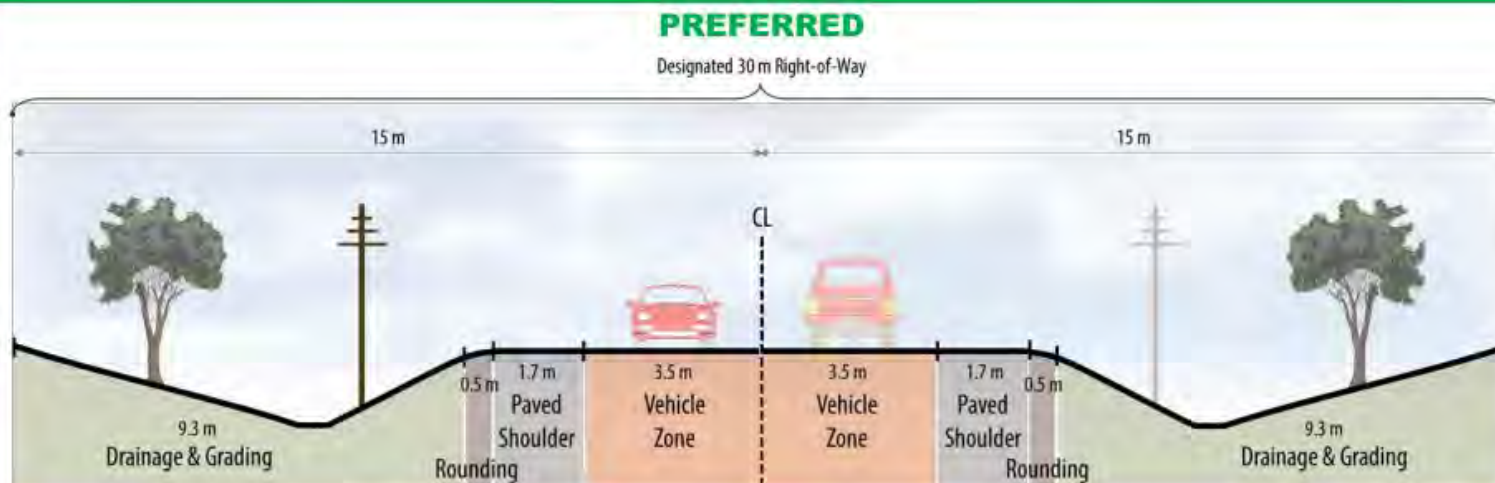 PREFERRED
Designated 30 m Right-of-Way
15 m
15 m
CL
0.5 m
1.7 m
Paved
Shoulder
3.5 m
Vehicle
Zone
3.5 m
Vehicle
Zone
1.7 m
Paved
Shoulder
0.5 m
9.3 m
Drainage & Grading
Rounding
Rounding
9.3 m
Drainage & Grading